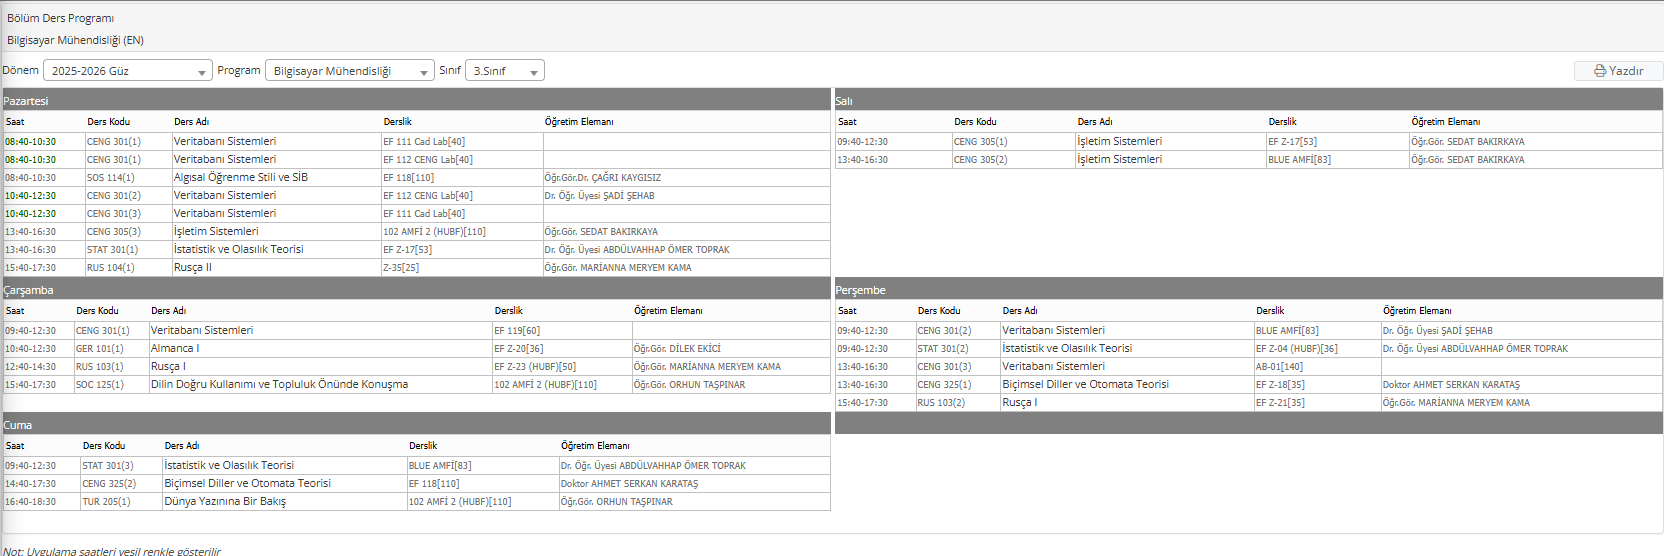 Bölüm Ders Programı
Bilgisayar Mühendisliği (EN)
Dönem 2025-2026 Güz Program Bilgisayar Mühendisliği Sınıf 3.Sınıf Yazdır
Pazartesi
Saat Ders Kodu Ders Adı Derslik Öğretim Elemanı
08:40-10:30 CENG 301(1) Veritabanı Sistemleri EF 111 Cad Lab[40]
08:40-10:30 CENG 301(1) Veritabanı Sistemleri EF 112 CENG Lab[40]
08:40-10:30 SOS 114(1) Algısal Öğrenme Stili ve SİB EF 118[110] Öğr.Gör.Dr. ÇAĞRI KAYGISIZ
10:40-12:30 CENG 301(2) Veritabanı Sistemleri EF 112 CENG Lab[40] Dr. Öğr. Üyesi ŞADİ ŞEHAB
10:40-12:30 CENG 301(3) Veritabanı Sistemleri EF 111 Cad Lab[40]
13:40-16:30 CENG 305(3) İşletim Sistemleri 102 AMFİ 2 (HUBF)[110] Öğr.Gör. SEDAT BAKIRKAYA
13:40-16:30 STAT 301(1) İstatistik ve Olasılık Teorisi EF Z-17[53] Dr. Öğr. Üyesi ABDÜLVAHHAP ÖMER TOPRAK
15:40-17:30 RUS 104(1) Rusça II Z-35[25] Öğr.Gör. MARİANNA MERYEM KAMA
Salı
Saat Ders Kodu Ders Adı Derslik Öğretim Elemanı
09:40-12:30 CENG 305(1) İşletim Sistemleri EF Z-17[53] Öğr.Gör. SEDAT BAKIRKAYA
13:40-16:30 CENG 305(2) İşletim Sistemleri BLUE AMFİ[83] Öğr.Gör. SEDAT BAKIRKAYA
Çarşamba
Saat Ders Kodu Ders Adı Derslik Öğretim Elemanı
09:40-12:30 CENG 301(1) Veritabanı Sistemleri EF 119[60]
10:40-12:30 GER 101(1) Almanca I EF Z-20[36] Öğr.Gör. DİLEK EKİCİ
12:40-14:30 RUS 103(1) Rusça I EF Z-23 (HUBF)[50] Öğr.Gör. MARİANNA MERYEM KAMA
15:40-17:30 SOC 125(1) Dilin Doğru Kullanımı ve Topluluk Önünde Konuşma 102 AMFİ 2 (HUBF)[110] Öğr.Gör. ORHUN TAŞPINAR
Perşembe
Saat Ders Kodu Ders Adı Derslik Öğretim Elemanı
09:40-12:30 CENG 301(2) Veritabanı Sistemleri BLUE AMFİ[83] Dr. Öğr. Üyesi ŞADİ ŞEHAB
09:40-12:30 STAT 301(2) İstatistik ve Olasılık Teorisi EF Z-04 (HUBF)[36] Dr. Öğr. Üyesi ABDÜLVAHHAP ÖMER TOPRAK
13:40-16:30 CENG 301(3) Veritabanı Sistemleri AB-01[140]
13:40-16:30 CENG 325(1) Biçimsel Diller ve Otomata Teorisi EF Z-18[35] Doktor AHMET SERKAN KARATAŞ
15:40-17:30 RUS 103(2) Rusça I EF Z-21[35] Öğr.Gör. MARİANNA MERYEM KAMA
Cuma
Saat Ders Kodu Ders Adı Derslik Öğretim Elemanı
09:40-12:30 STAT 301(3) İstatistik ve Olasılık Teorisi BLUE AMFİ[83] Dr. Öğr. Üyesi ABDÜLVAHHAP ÖMER TOPRAK
14:40-17:30 CENG 325(2) Biçimsel Diller ve Otomata Teorisi EF 118[110] Doktor AHMET SERKAN KARATAŞ
16:40-18:30 TUR 205(1) Dünya Yazınına Bir Bakış 102 AMFİ 2 (HUBF)[110] Öğr.Gör. ORHUN TAŞPINAR
Not: Uygulama saatleri yeşil renkle gösterilir